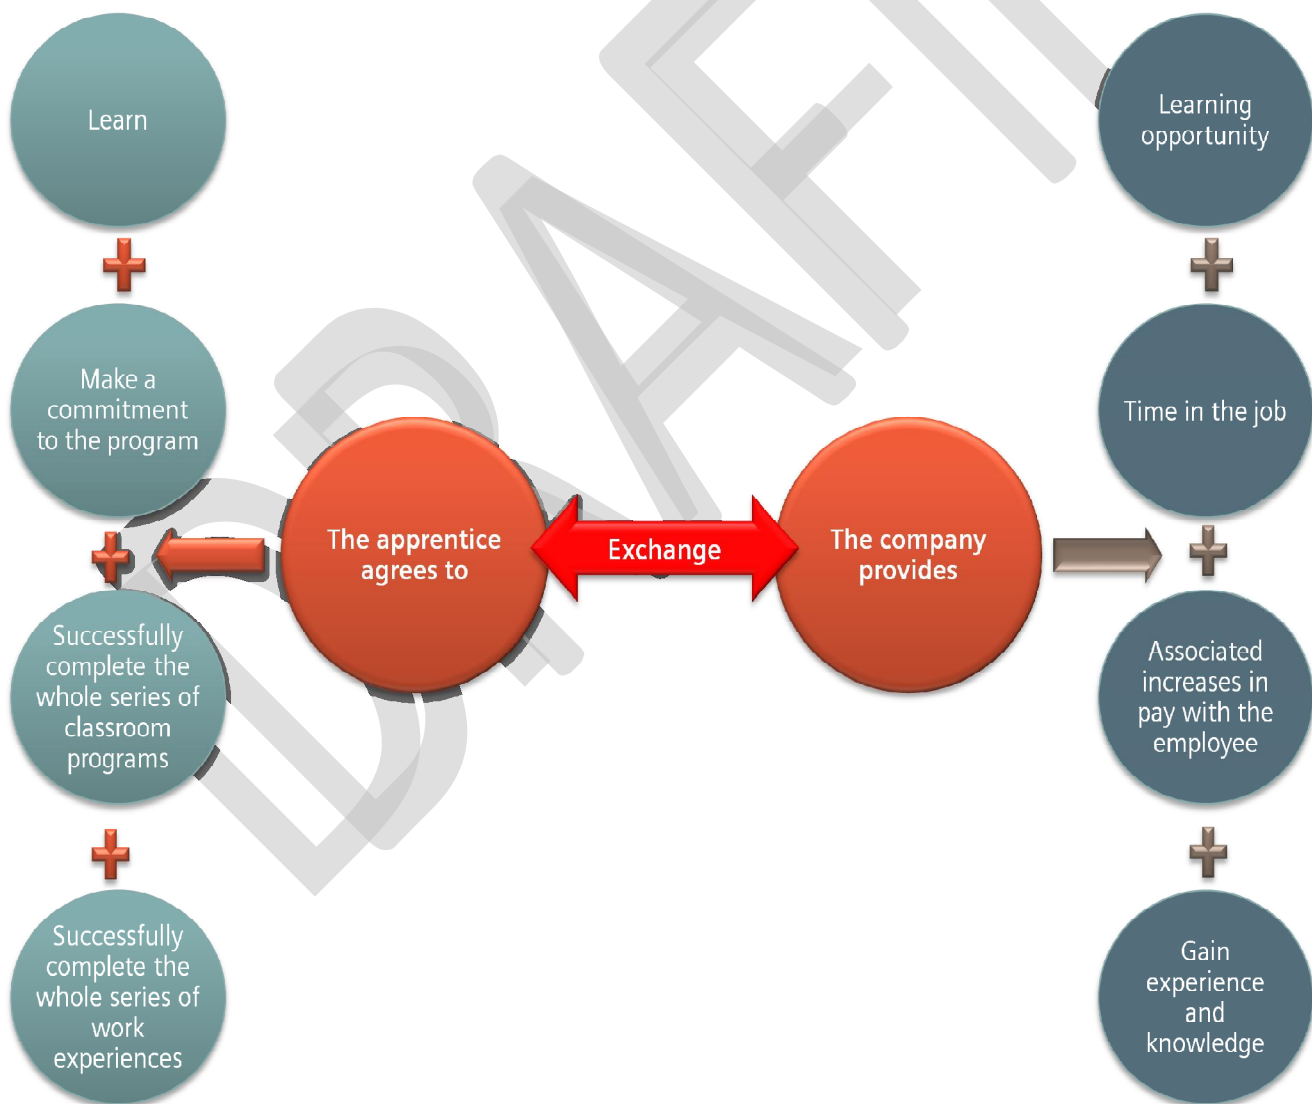 Learn
Make a
commitment
to the program
Successfully
complete the
whole series of
classroom
programs
Successfully
complete the
whole series of
work
experiences
The apprentice
agrees to
Exchange
The company
provides
Learning
opportunity
Time in the job
Associated
increases in
pay with the
employee
Gain
experience
and
knowledge
DRAFT